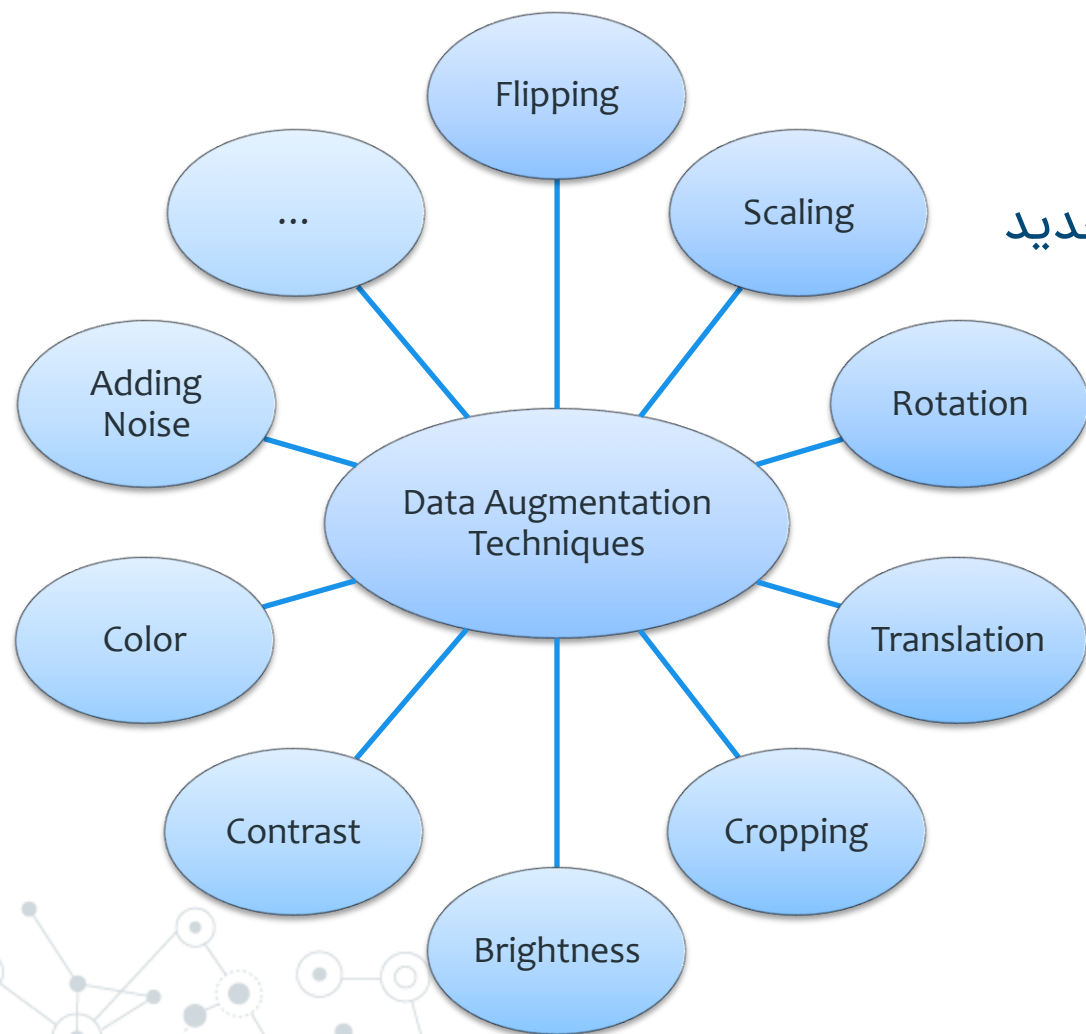 Flipping
Scaling
Rotation
Translation
Cropping
Brightness
Contrast
Color
Adding
Noise
...
Data Augmentation
Techniques